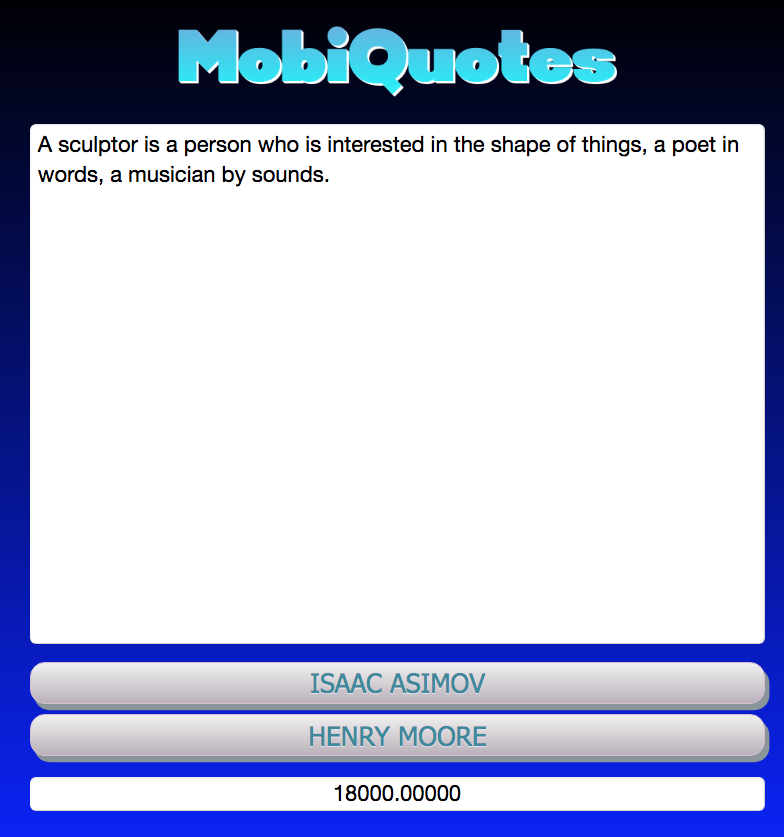 MobiQuotes
A sculptor is a person who is interested in the shape of things, a poet in
words, a musician by sounds.
ISAAC ASIMOV
HENRY MOORE
18000.00000